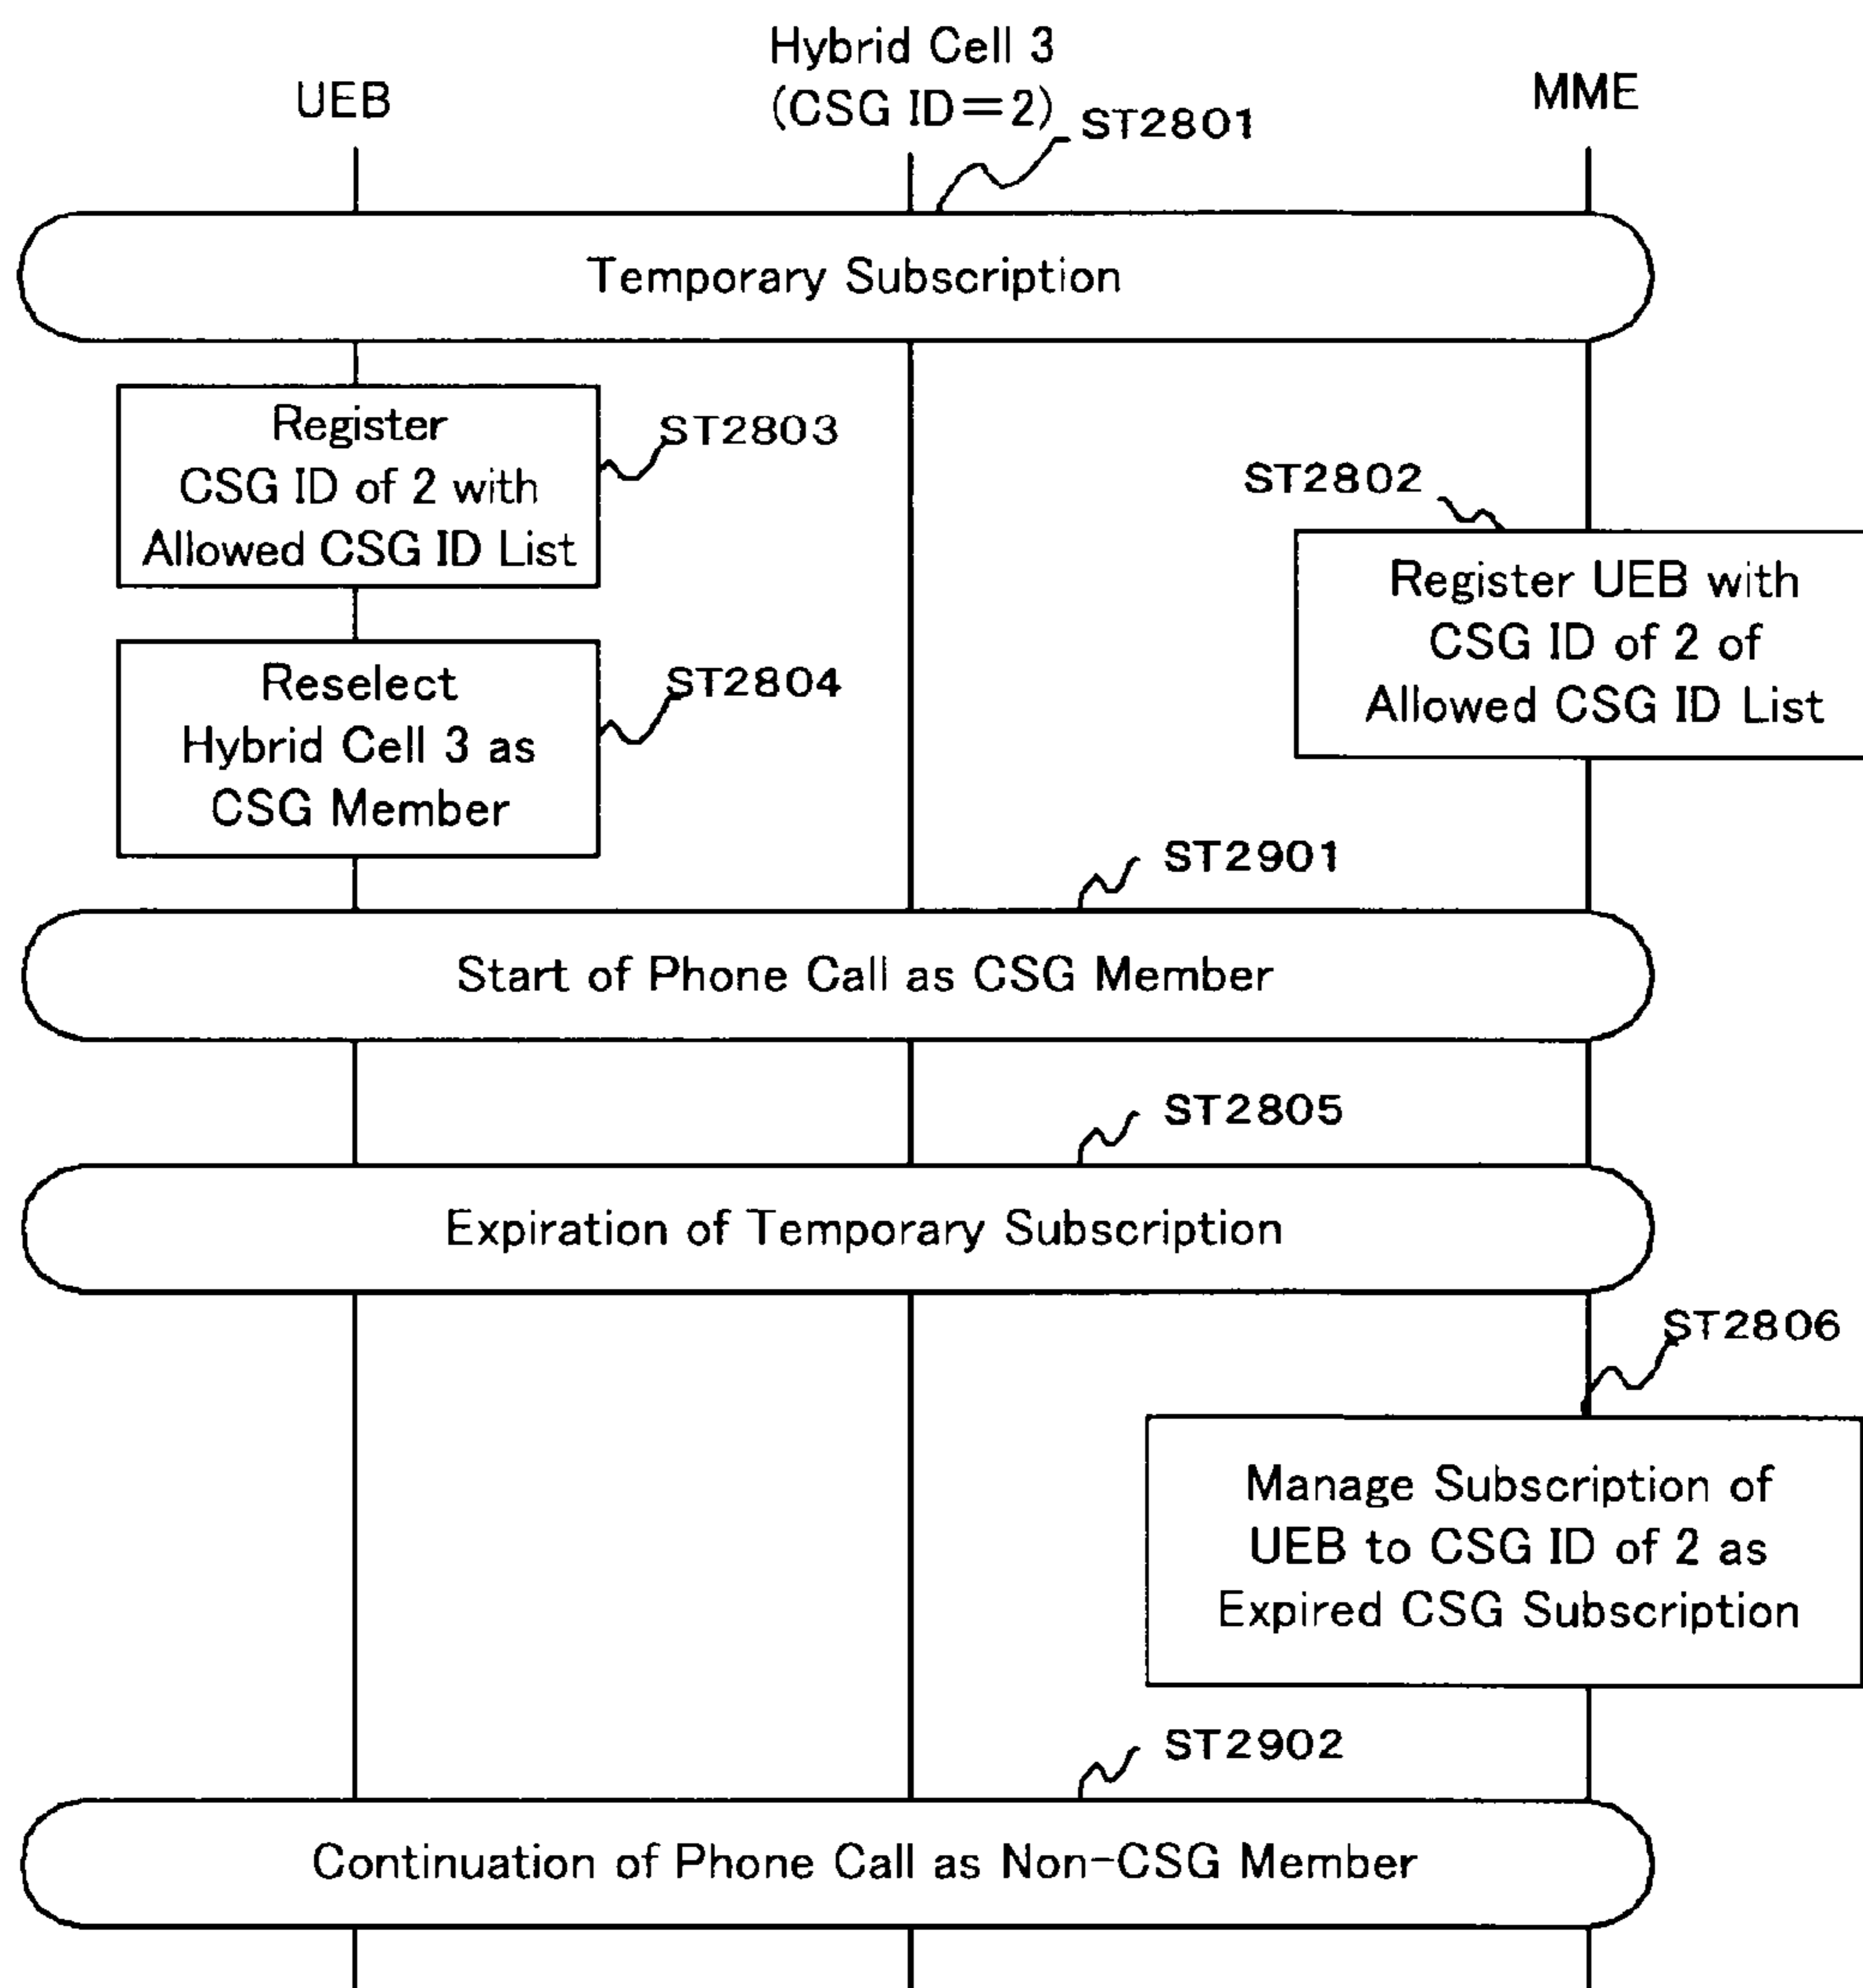 UEB
Hybrid Cell 3
(CSG ID=2)
MME
ST2801
Temporary Subscription
Register
CSG ID of 2 with
Allowed CSG ID List
ST2803
ST2802
Register UEB with
CSG ID of 2 of
Allowed CSG ID List
Reselect
Hybrid Cell 3 as
CSG Member
ST2804
ST2901
Start of Phone Call as CSG Member
ST2805
Expiration of Temporary Subscription
ST2806
Manage Subscription of
UEB to CSG ID of 2 as
Expired CSG Subscription
ST2902
Continuation of Phone Call as Non-CSG Member